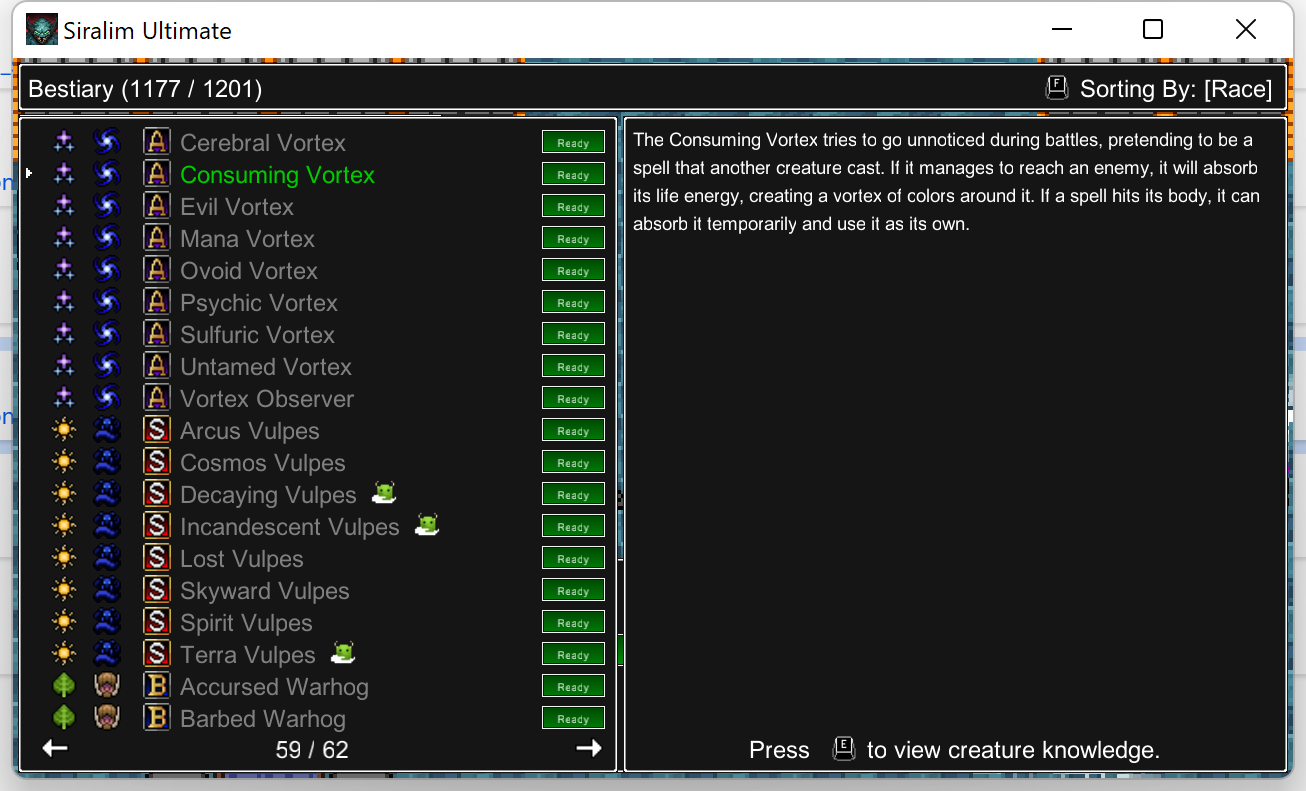 Siralim Ultimate
Bestiary (1177 / 1201)
F Sorting By: [Race]
A Cerebral Vortex Ready
A Consuming Vortex Ready
A Evil Vortex Ready
A Mana Vortex Ready
A Ovoid Vortex Ready
A Psychic Vortex Ready
A Sulfuric Vortex Ready
A Untamed Vortex Ready
A Vortex Observer Ready
S Arcus Vulpes Ready
S Cosmos Vulpes Ready
S Decaying Vulpes Ready
S Incandescent Vulpes Ready
S Lost Vulpes Ready
S Skyward Vulpes Ready
S Spirit Vulpes Ready
S Terra Vulpes Ready
B Accursed Warhog Ready
B Barbed Warhog Ready
59 / 62
The Consuming Vortex tries to go unnoticed during battles, pretending to be a
spell that another creature cast. If it manages to reach an enemy, it will absorb
its life energy, creating a vortex of colors around it. If a spell hits its body, it can
absorb it temporarily and use it as its own.
Press E to view creature knowledge.